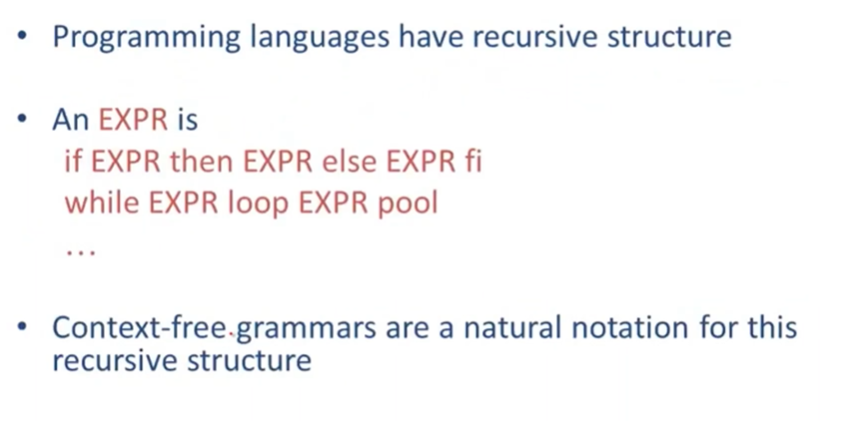 • Programming languages have recursive structure
• An EXPR is
if EXPR then EXPR else EXPR fi
while EXPR loop EXPR pool
...
• Context-free grammars are a natural notation for this
recursive structure